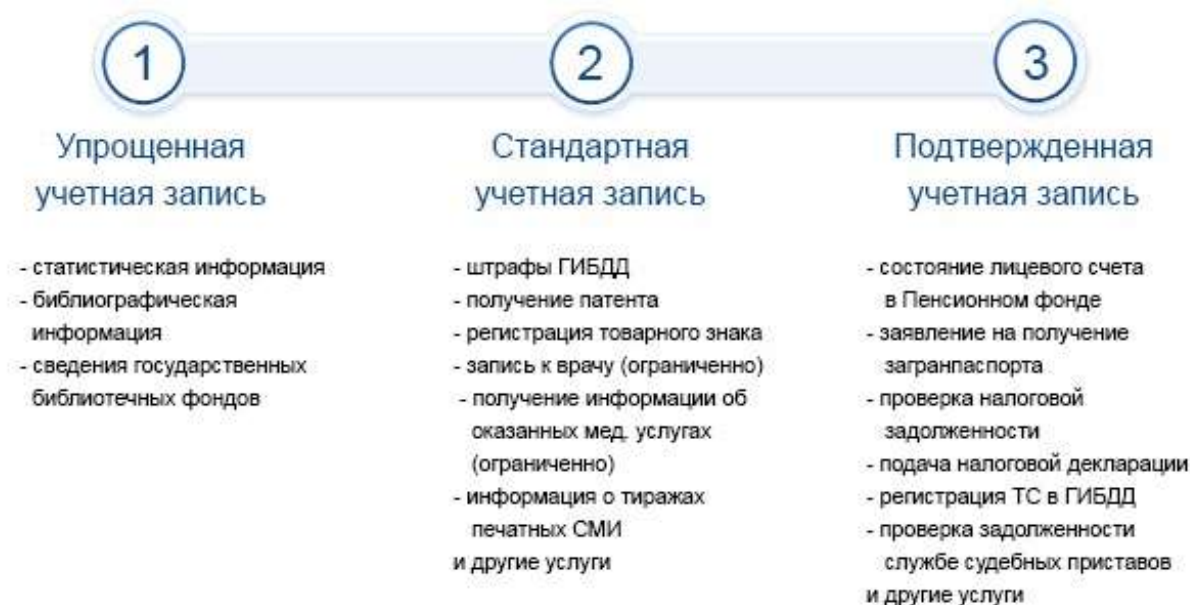 1
Упрощенная
учетная запись
- статистическая информация
- библиографическая
информация
- сведения государственных
библиотечных фондов
2
Стандартная
учетная запись
- штрафы ГИБДД
- получение патента
- регистрация товарного знака
- запись к врачу (ограниченно)
- получение информации об
оказанных мед. услугах
(ограниченно)
- информация о тиражах
печатных СМИ
и другие услуги
3
Подтвержденная
учетная запись
- состояние лицевого счета
в Пенсионном фонде
- заявление на получение
загранпаспорта
- проверка налоговой
задолженности
- подача налоговой декларации
- регистрация ТС в ГИБДД
- проверка задолженности
службе судебных приставов
и другие услуги